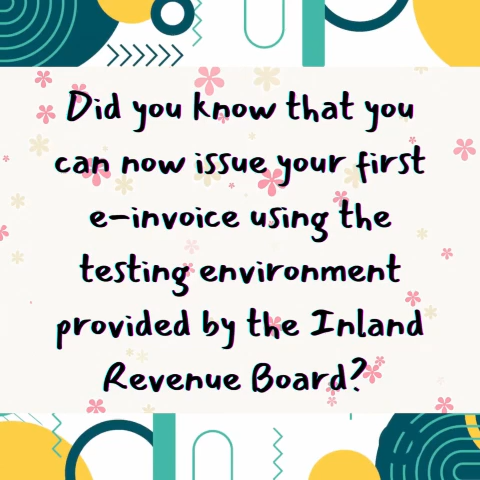 Did you know that you
can now issue your first
e-invoice using the
testing environment
provided by the Inland
Revenue Board?